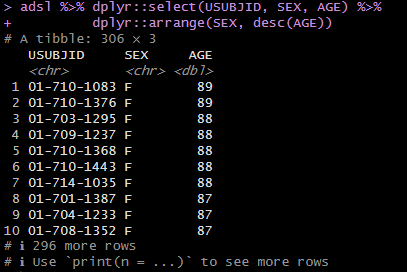 > adsl %>% dplyr::select(USUBJID, SEX, AGE) %>%
+ dplyr::arrange(SEX, desc(AGE))
# A tibble: 306 × 3
USUBJID SEX AGE
<chr> <chr> <dbl>
1 01-710-1083 F 89
2 01-710-1376 F 89
3 01-703-1295 F 88
4 01-709-1237 F 88
5 01-710-1368 F 88
6 01-710-1443 F 88
7 01-714-1035 F 88
8 01-701-1387 F 87
9 01-704-1233 F 87
10 01-708-1352 F 87
# ℹ 296 more rows
# ℹ Use `print(n = ...)` to see more rows